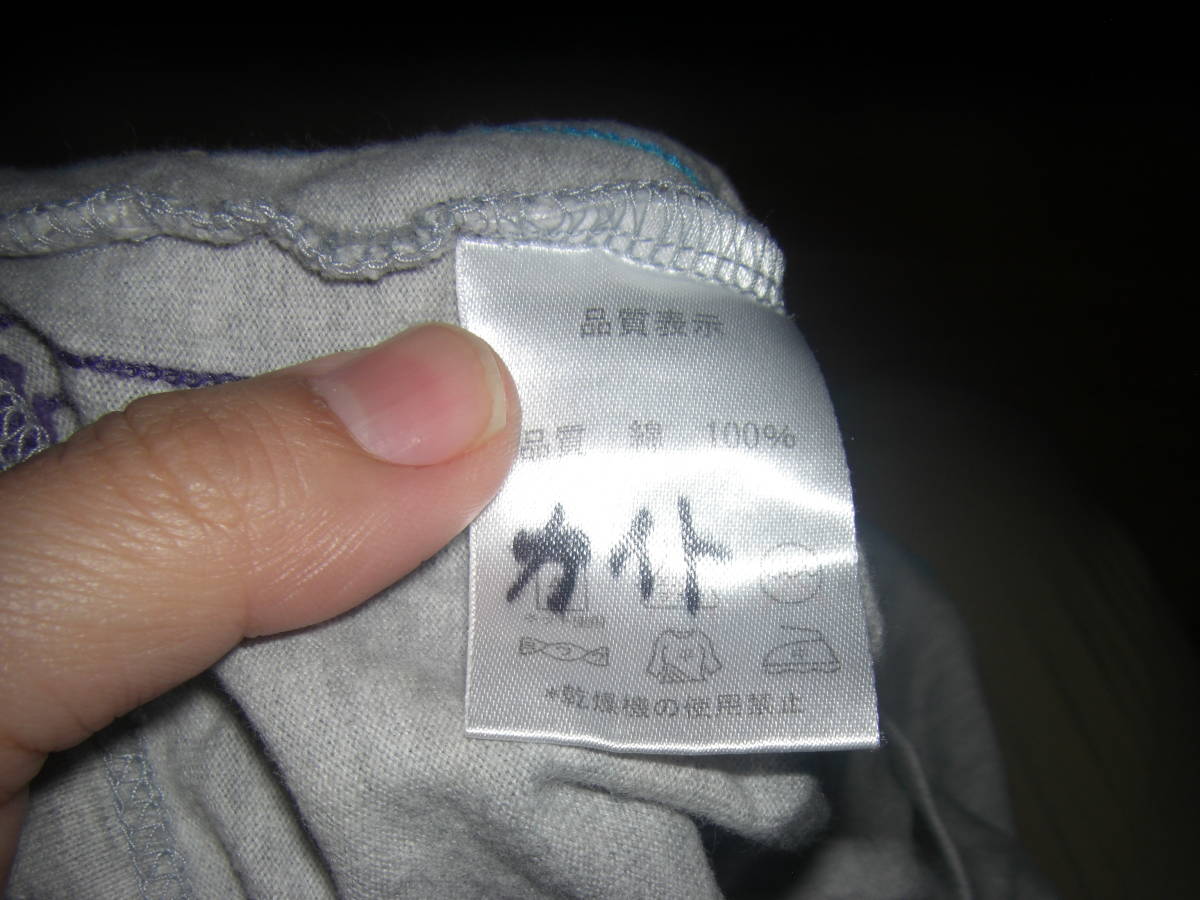 品質表示
品質 綿 100%
カイト
*乾燥機の使用禁止